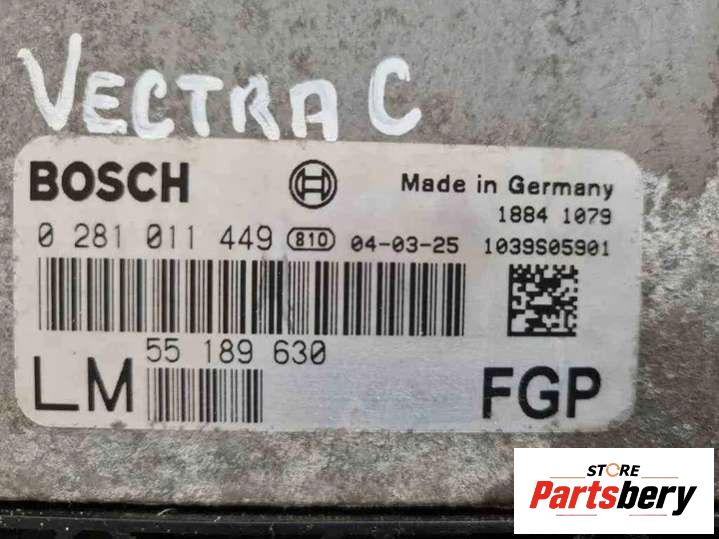 VECTRA C
BOSCH Made in Germany
1884 1079
0 281 011 449 810 04-03-25 1039S05901
55 189 630
LM FGP
STORE
Partsbery